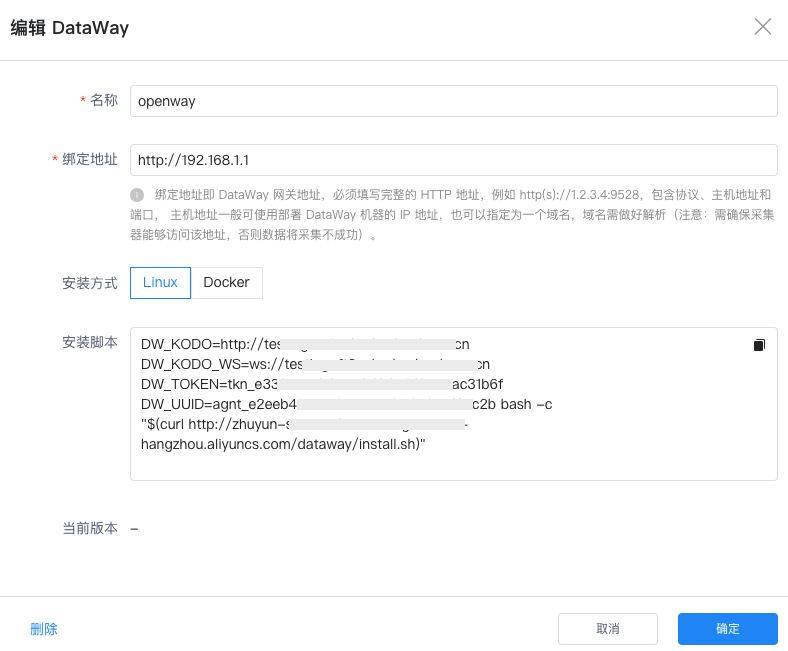 编辑 DataWay
* 名称
openway
* 绑定地址
http://192.168.1.1
绑定地址即 DataWay 网关地址，必须填写完整的 HTTP 地址，例如 http(s)://1.2.3.4:9528，包含协议、主机地址和
端口， 主机地址一般可使用部署 DataWay 机器的 IP 地址，也可以指定为一个域名，域名需做好解析（注意：需确保采集
器能够访问该地址，否则数据将采集不成功）。
安装方式
Linux
Docker
安装脚本
DW_KODO=http://tes cn
DW_KODO_WS=ws://test cn
DW_TOKEN=tkn_e33 ac31b6f
DW_UUID=agnt_e2eeb4 c2b bash -c
"$(curl http://zhuyun-s -
hangzhou.aliyuncs.com/dataway/install.sh)"
当前版本
-
删除
取消
确定